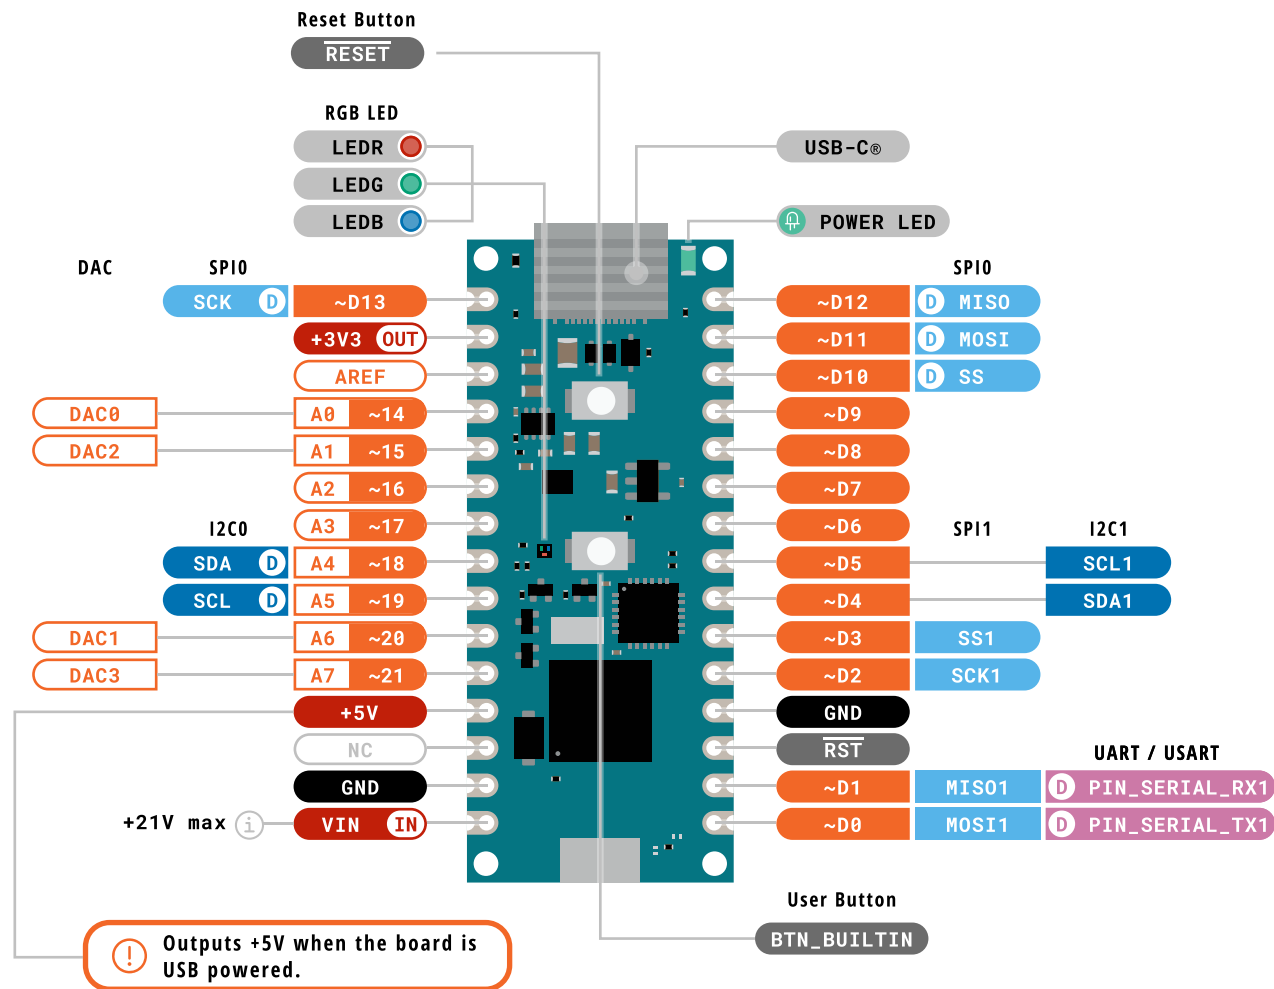 Reset Button
RESET
RGB LED
LEDR
LEDG
LEDB
USB-C®
POWER LED
DAC SPI0
SCK D ~D13
+3V3 OUT
AREF
DAC0 A0 ~14
DAC2 A1 ~15
A2 ~16
A3 ~17
I2C0
SDA D A4 ~18
SCL D A5 ~19
DAC1 A6 ~20
DAC3 A7 ~21
+5V
NC
GND
+21V max i VIN IN
SPI0
~D12 D MISO
~D11 D MOSI
~D10 D SS
~D9
~D8
~D7
~D6
SPI1 I2C1
~D5 SCL1
~D4 SDA1
~D3 SS1
~D2 SCK1
GND
RST
UART / USART
~D1 MISO1 D PIN_SERIAL_RX1
~D0 MOSI1 D PIN_SERIAL_TX1
User Button
BTN_BUILTIN
! Outputs +5V when the board is
USB powered.